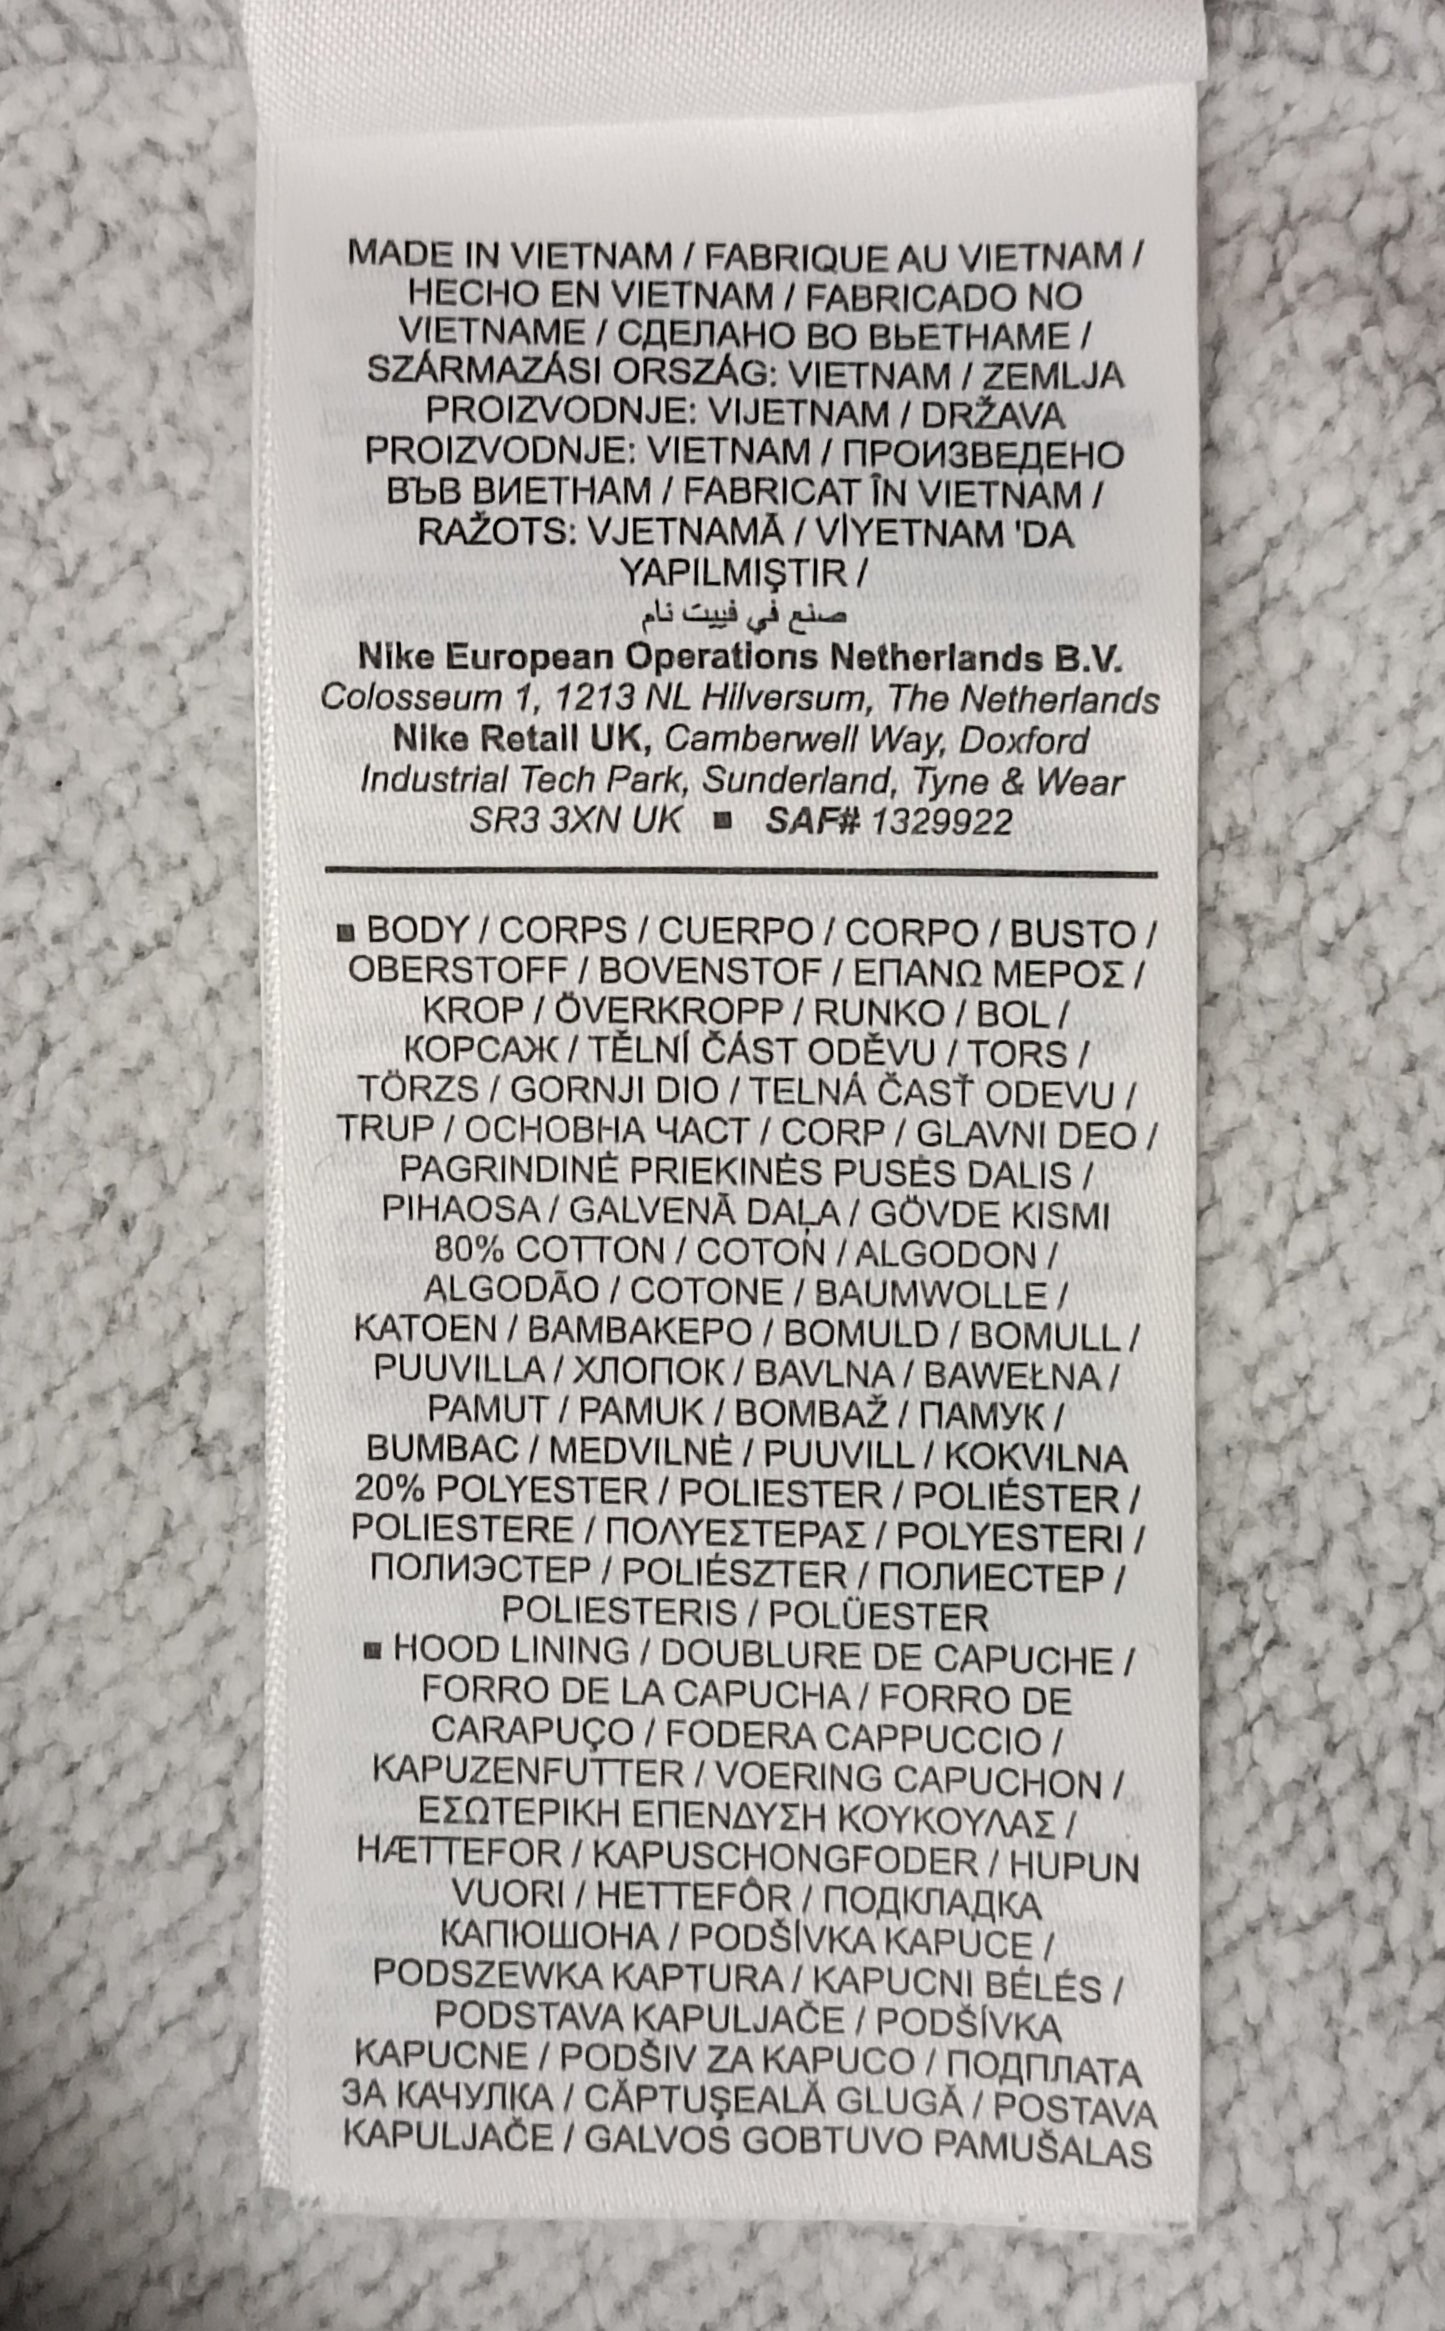 MADE IN VIETNAM / FABRIQUE AU VIETNAM /
HECHO EN VIETNAM / FABRICADO NO
VIETNAME / СДЕЛАНО ВО ВЬЕТНАМЕ /
SZÁRMAZÁSI ORSZÁG: VIETNAM / ZEMLJA
PROIZVODNJE: VIJETNAM / DRŽAVA
PROIZVODNJE: VIETNAM / ПРОИЗВЕДЕНО
ВЪВ ВИЕТНАМ / FABRICAT ÎN VIETNAM /
RAŽOTS: VJETNAMĀ / VİYETNAM 'DA
YAPILMIŞTIR /
صنع في فييت نام
Nike European Operations Netherlands B.V.
Colosseum 1, 1213 NL Hilversum, The Netherlands
Nike Retail UK, Camberwell Way, Doxford
Industrial Tech Park, Sunderland, Tyne & Wear
SR3 3XN UK ■ SAF# 1329922
■ BODY / CORPS / CUERPO / CORPO / BUSTO /
OBERSTOFF / BOVENSTOF / ΕΠΑΝΩ ΜΕΡΟΣ /
KROP / ÖVERKROPP / RUNKO / BOL /
КОРСАЖ / TĚLNÍ ČÁST ODĚVU / TORS /
TÖRZS / GORNJI DIO / TELNÁ ČASŤ ODEVU /
TRUP / ОСНОВНА ЧАСТ / CORP / GLAVNI DEO /
PAGRINDINĖ PRIEKINĖS PUSĖS DALIS /
PIHAOSA / GALVENĀ DAĻA / GÖVDE KISMI
80% COTTON / COTON / ALGODON /
ALGODÃO / COTONE / BAUMWOLLE /
KATOEN / ΒΑΜΒΑΚΕΡΟ / BOMULD / BOMULL /
PUUVILLA / ХЛОПОК / BAVLNA / BAWEŁNA /
PAMUT / PAMUK / BOMBAŽ / ПАМУК /
BUMBAC / MEDVILNĖ / PUUVILL / KOKVILNA
20% POLYESTER / POLIESTER / POLIÉSTER /
POLIESTERE / ΠΟΛΥΕΣΤΕΡΑΣ / POLYESTERI /
ПОЛИЭСТЕР / POLIÉSZTER / ПОЛИЕСТЕР /
POLIESTERIS / POLÜESTER
■ HOOD LINING / DOUBLURE DE CAPUCHE /
FORRO DE LA CAPUCHA / FORRO DE
CARAPUÇO / FODERA CAPPUCCIO /
KAPUZENFUTTER / VOERING CAPUCHON /
ΕΣΩΤΕΡΙΚΗ ΕΠΕΝΔΥΣΗ ΚΟΥΚΟΥΛΑΣ /
HÆTTEFOR / KAPUSCHONGFODER / HUPUN
VUORI / HETTEFÔR / ПОДКЛАДКА
КАПЮШОНА / PODŠÍVKA KAPUCE /
PODSZEWKA KAPTURA / KAPUCNI BÉLÉS /
PODSTAVA KAPULJAČE / PODŠÍVKA
KAPUCNE / PODŠIV ZA KAPUCO / ПОДПЛАТА
ЗА КАЧУЛКА / CĂPTUŞEALĂ GLUGĂ / POSTAVA
KAPULJAČE / GALVOS GOBTUVO PAMUŠALAS